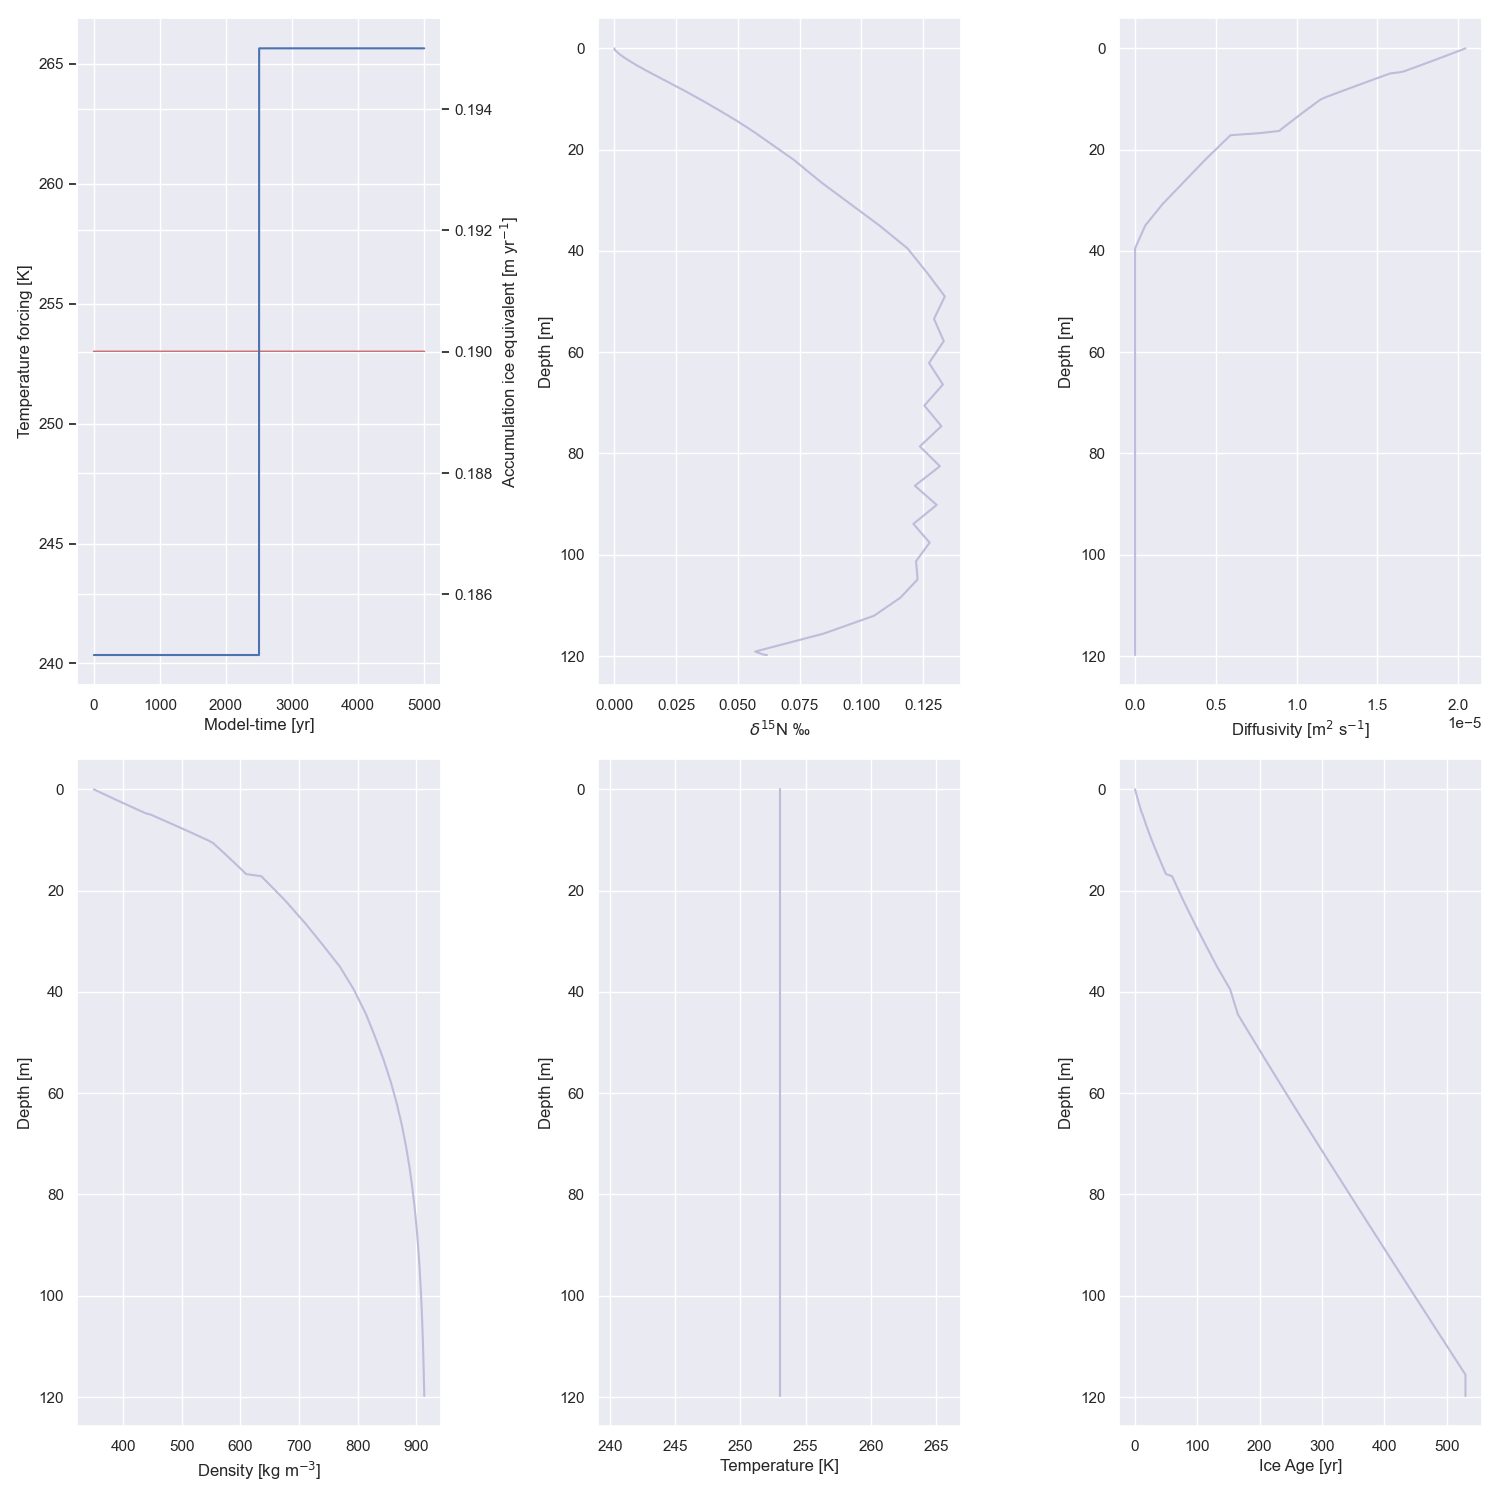 265
260
255
250
245
240
Temperature forcing [K]
0 1000 2000 3000 4000 5000
Model-time [yr]
0.194
0.192
0.190
0.188
0.186
Accumulation ice equivalent [m yr⁻¹]
0
20
40
60
80
100
120
Depth [m]
0.000 0.025 0.050 0.075 0.100 0.125
δ¹⁵N ‰
0
20
40
60
80
100
120
Depth [m]
0.0 0.5 1.0 1.5 2.0
1e−5
Diffusivity [m² s⁻¹]
0
20
40
60
80
100
120
Depth [m]
400 500 600 700 800 900
Density [kg m⁻³]
0
20
40
60
80
100
120
Depth [m]
240 245 250 255 260 265
Temperature [K]
0
20
40
60
80
100
120
Depth [m]
0 100 200 300 400 500
Ice Age [yr]